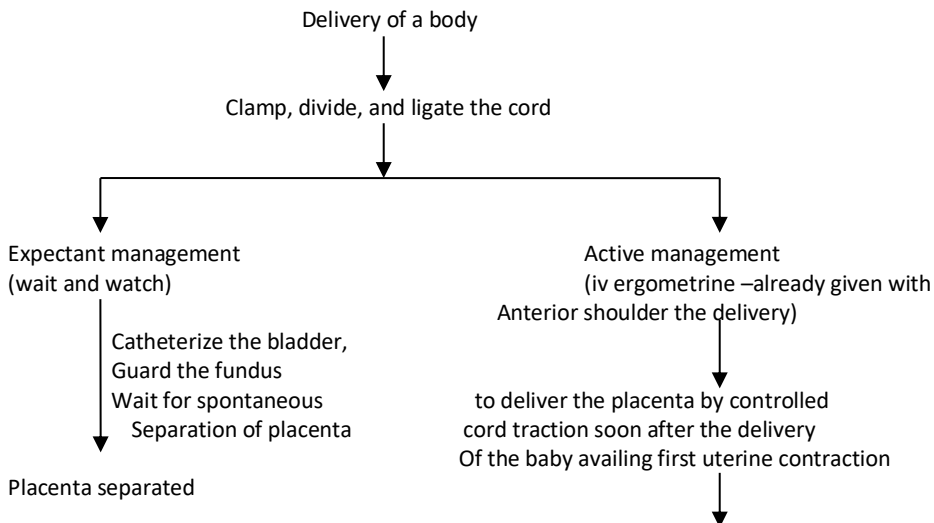 Delivery of a body
Clamp, divide, and ligate the cord
Expectant management
(wait and watch)
Catheterize the bladder,
Guard the fundus
Wait for spontaneous
Separation of placenta
Placenta separated
Active management
(iv ergometrine –already given with
Anterior shoulder the delivery)
to deliver the placenta by controlled
cord traction soon after the delivery
Of the baby availing first uterine contraction